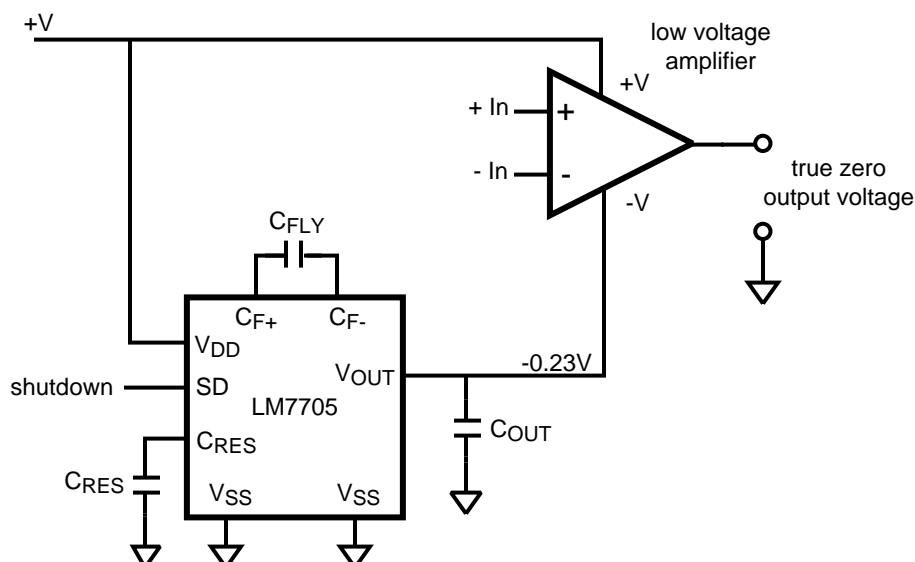 +V
low voltage
amplifier
+V
+ In
+
- In
-
true zero
output voltage
-V
CFLY
CF+ CF-
VDD
-0.23V
VOUT
shutdown
SD
LM7705
COUT
CRES
CRES
VSS VSS